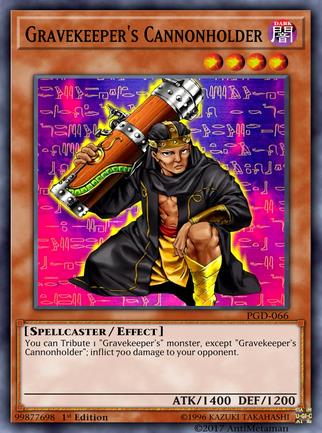 GRAVEKEEPER'S CANNONHOLDER
DARK
闇
PGD-066
[SPELLCASTER / EFFECT]
You can Tribute 1 "Gravekeeper's" monster, except "Gravekeeper's
Cannonholder"; inflict 700 damage to your opponent.
ATK/1400 DEF/1200
99877698 1st Edition ©1996 KAZUKI TAKAHASHI
©2017 AntiMetaman